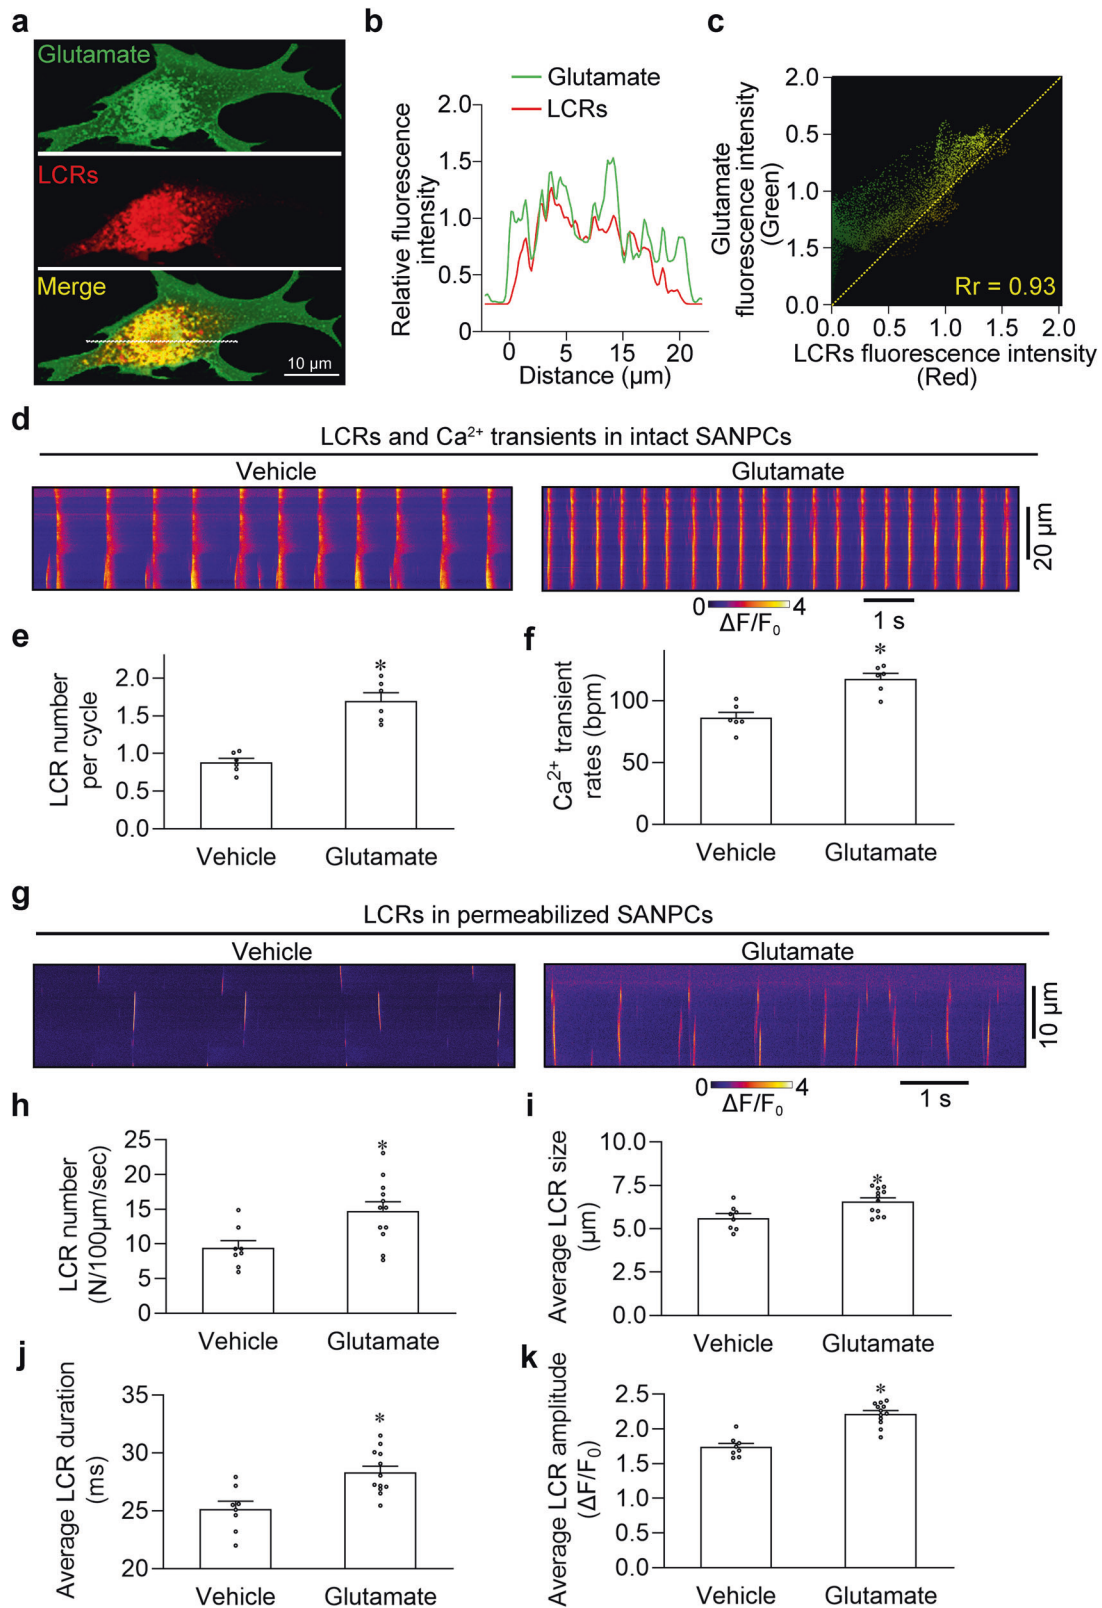 a
Glutamate
LCRs
Merge
10 µm
b
Glutamate
LCRs
Relative fluorescence
intensity
2.0
1.5
1.0
0.5
0
0
5
15
20
Distance (µm)
c
Glutamate
fluorescence intensity
(Green)
2.0
0.5
1.0
1.5
0.0
Rr = 0.93
0.0
0.5
1.0
1.5
2.0
LCRs fluorescence intensity
(Red)
d
LCRs and Ca²⁺ transients in intact SANPCs
Vehicle
Glutamate
20 µm
0
4
ΔF/F₀
1 s
e
LCR number
per cycle
2.0
1.5
1.0
0.5
0.0
*
Vehicle
Glutamate
f
Ca²⁺ transient
rates (bpm)
100
50
0
*
Vehicle
Glutamate
g
LCRs in permeabilized SANPCs
Vehicle
Glutamate
10 µm
0
4
ΔF/F₀
1 s
h
LCR number
(N/100µm/sec)
25
20
15
10
5
0
*
Vehicle
Glutamate
i
Average LCR size
(µm)
10.0
7.5
5.0
2.5
0.0
*
Vehicle
Glutamate
j
Average LCR duration
(ms)
35
30
25
20
*
Vehicle
Glutamate
k
Average LCR amplitude
(ΔF/F₀)
2.5
2.0
1.5
1.0
0.5
0.0
*
Vehicle
Glutamate